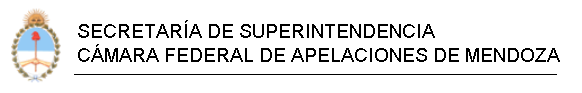 SECRETARÍA DE SUPERINTENDENCIA
CÁMARA FEDERAL DE APELACIONES DE MENDOZA